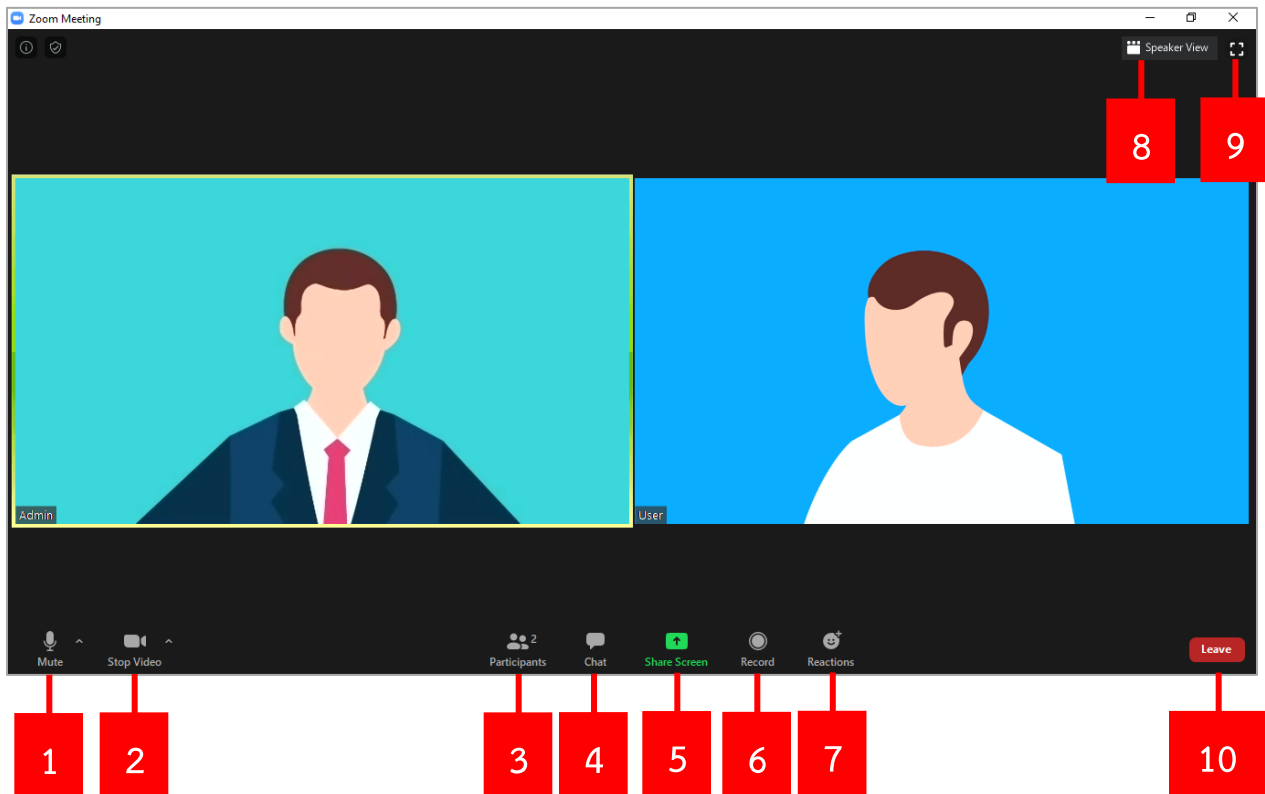 Zoom Meeting
Speaker View
8
9
Admin
User
2
Mute
Stop Video
Participants
Chat
Share Screen
Record
Reactions
Leave
1
2
3
4
5
6
7
10